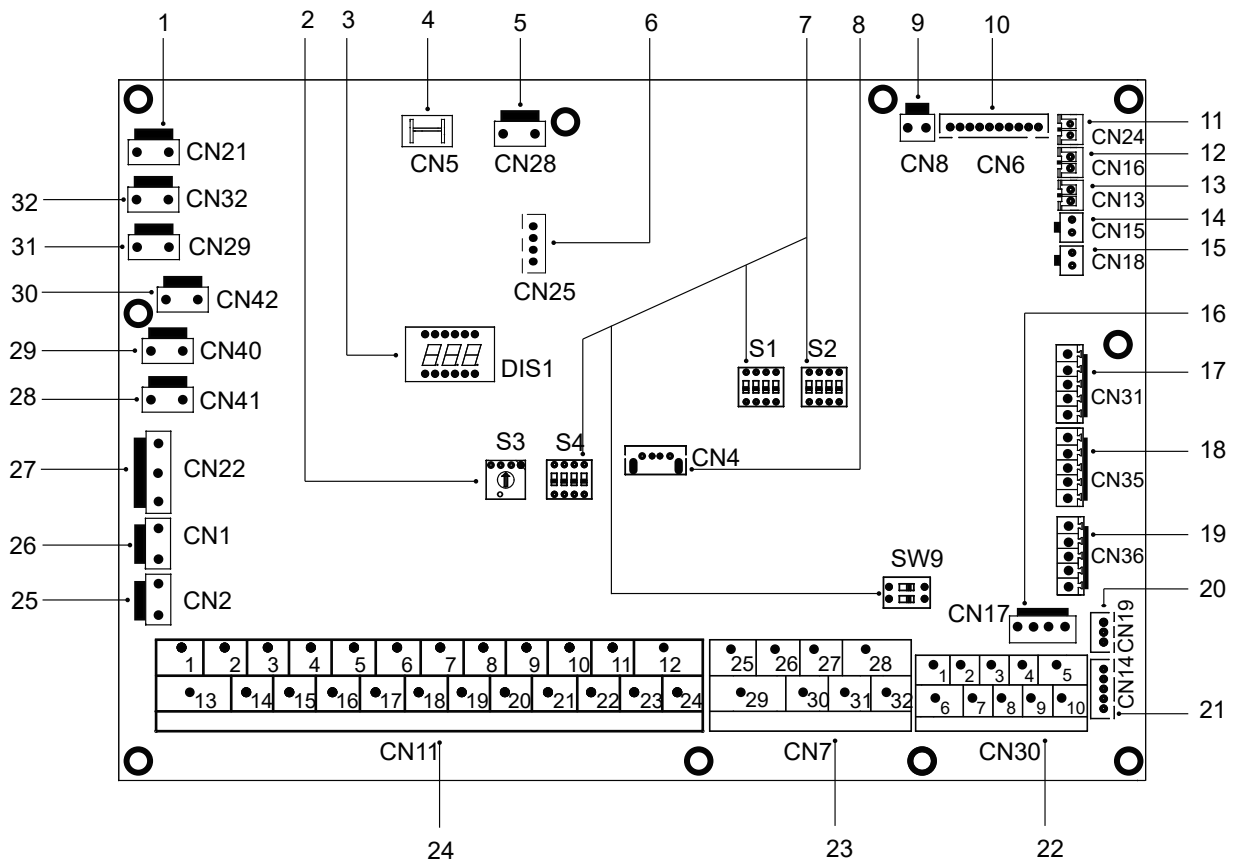 1 2 3 4 5 6 7 8 9 10
CN21
CN5
CN28
CN8
CN6
CN24
11
CN16
12
CN13
13
CN15
14
CN18
15
32
CN32
31
CN29
30
CN42
CN25
16
29
CN40
DIS1
S1 S2
CN31
17
28
CN41
27
CN22
S3 S4
CN4
CN35
18
26
CN1
CN36
19
25
CN2
SW9
CN17
CN19
20
1 2 3 4 5 6 7 8 9 10 11 12
13 14 15 16 17 18 19 20 21 22 23 24
CN11
25 26 27 28
29 30 31 32
CN7
1 2 3 4 5
6 7 8 9 10
CN30
CN14
21
24 23 22